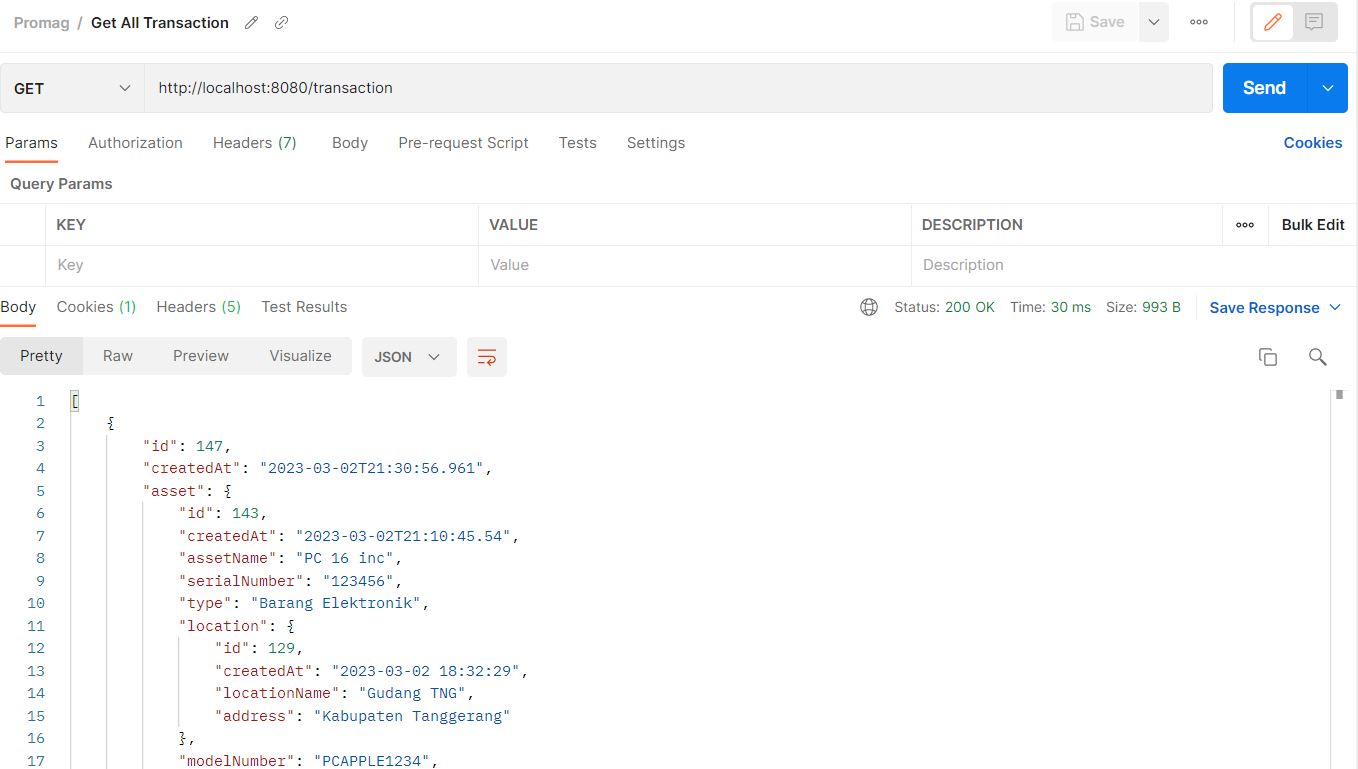 Promag / Get All Transaction
Save
GET http://localhost:8080/transaction Send
Params Authorization Headers (7) Body Pre-request Script Tests Settings Cookies
Query Params
KEY VALUE DESCRIPTION Bulk Edit
Key Value Description
Body Cookies (1) Headers (5) Test Results Status: 200 OK Time: 30 ms Size: 993 B Save Response
Pretty Raw Preview Visualize JSON
1 [
2 {
3 "id": 147,
4 "createdAt": "2023-03-02T21:30:56.961",
5 "asset": {
6 "id": 143,
7 "createdAt": "2023-03-02T21:10:45.54",
8 "assetName": "PC 16 inc",
9 "serialNumber": "123456",
10 "type": "Barang Elektronik",
11 "location": {
12 "id": 129,
13 "createdAt": "2023-03-02 18:32:29",
14 "locationName": "Gudang TNG",
15 "address": "Kabupaten Tanggerang"
16 },
17 "modelNumber": "PCAPPLE1234",